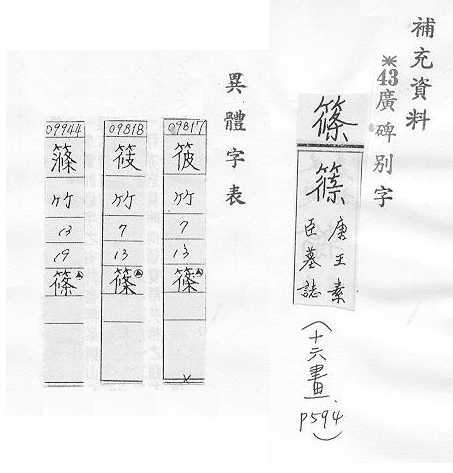 補充資料
※43廣碑別字
篠
篠
唐王素
臣墓誌
(十六畫、
P594)
異體字表
09817
竹
7
13
篠
09818
筱
竹
7
13
篠
09944
竹
13
19
篠